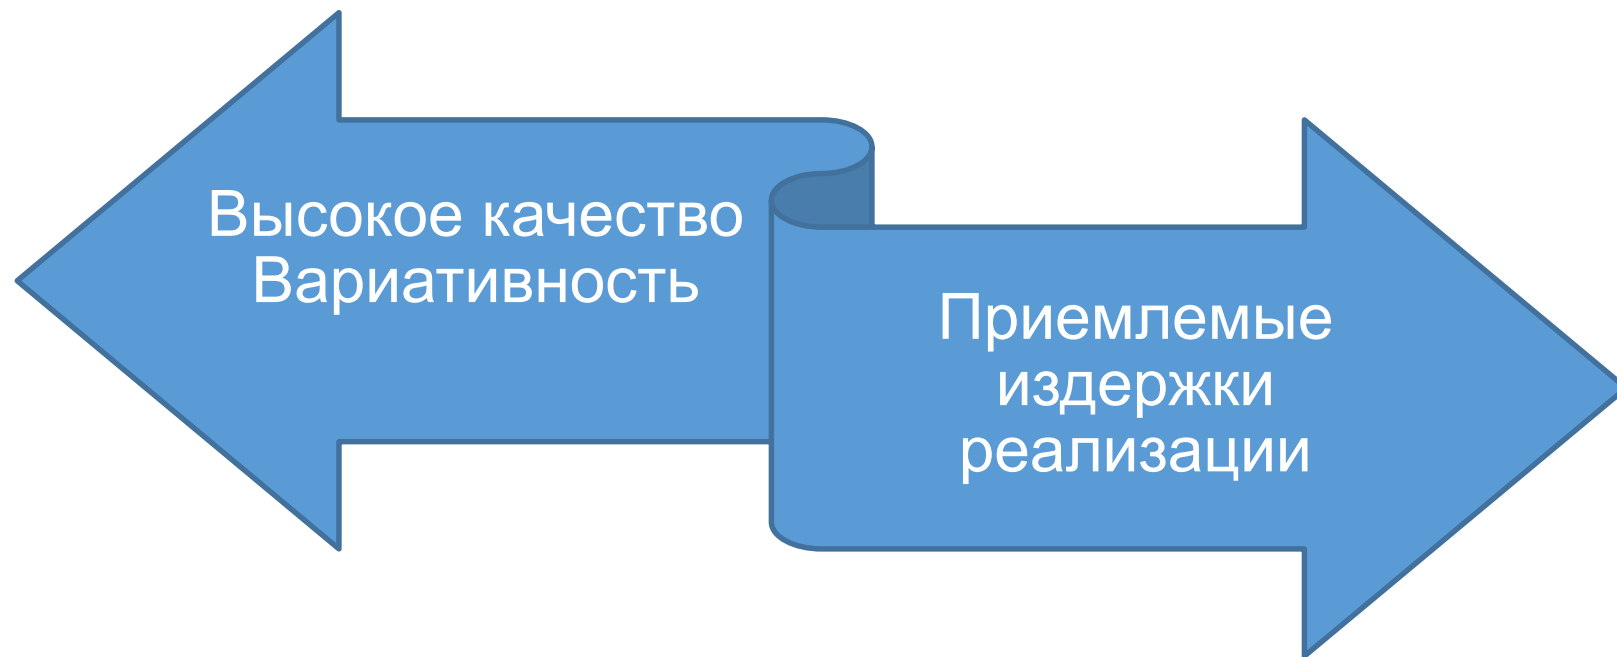 Высокое качество
Вариативность
Приемлемые
издержки
реализации